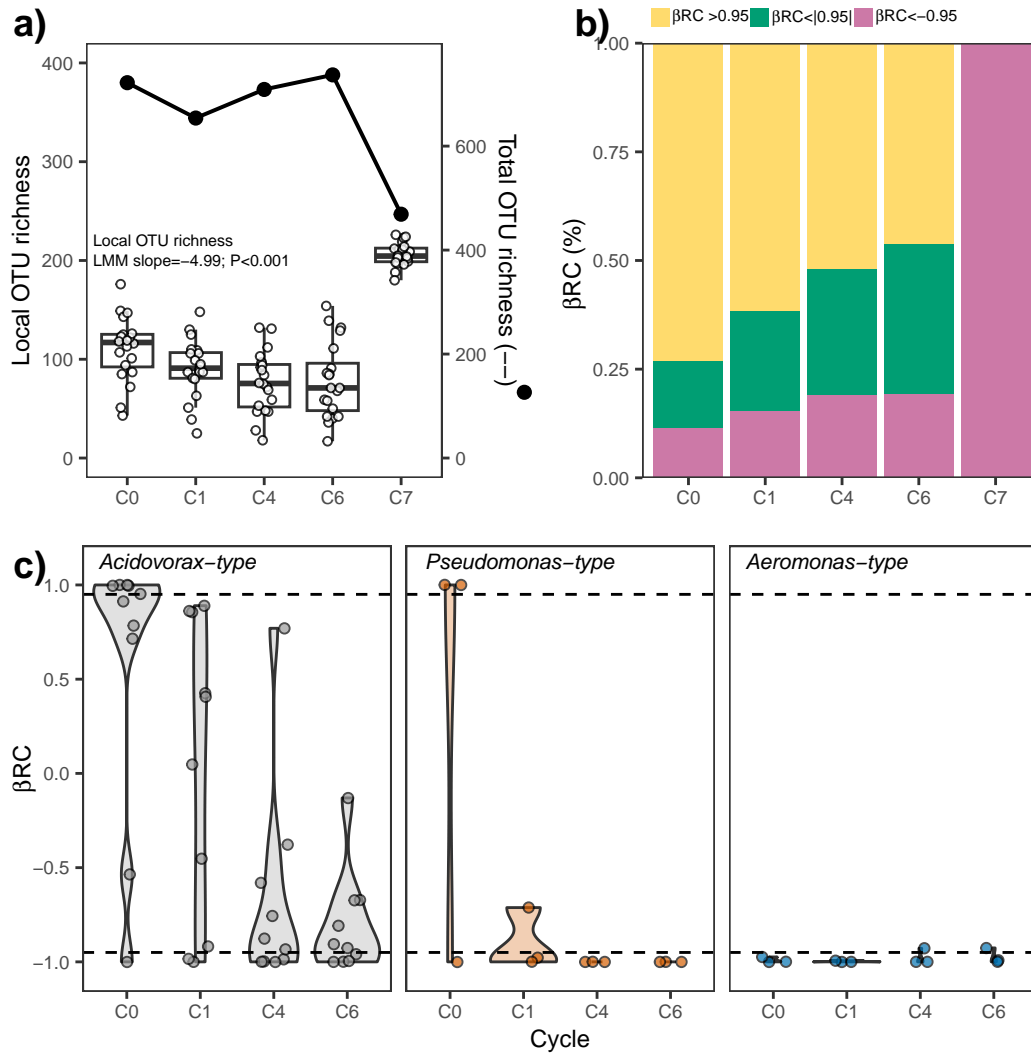 a)
Local OTU richness
400
300
200
100
0
Local OTU richness
LMM slope=−4.99; P<0.001
600
400
200
0
Total OTU richness (−−)
C0 C1 C4 C6 C7
b)
βRC >0.95 βRC<|0.95| βRC<−0.95
βRC (%)
1.00
0.75
0.50
0.25
0.00
C0 C1 C4 C6 C7
c)
Acidovorax−type Pseudomonas−type Aeromonas−type
βRC
1.0
0.5
0.0
−0.5
−1.0
C0 C1 C4 C6 C0 C1 C4 C6 C0 C1 C4 C6
Cycle